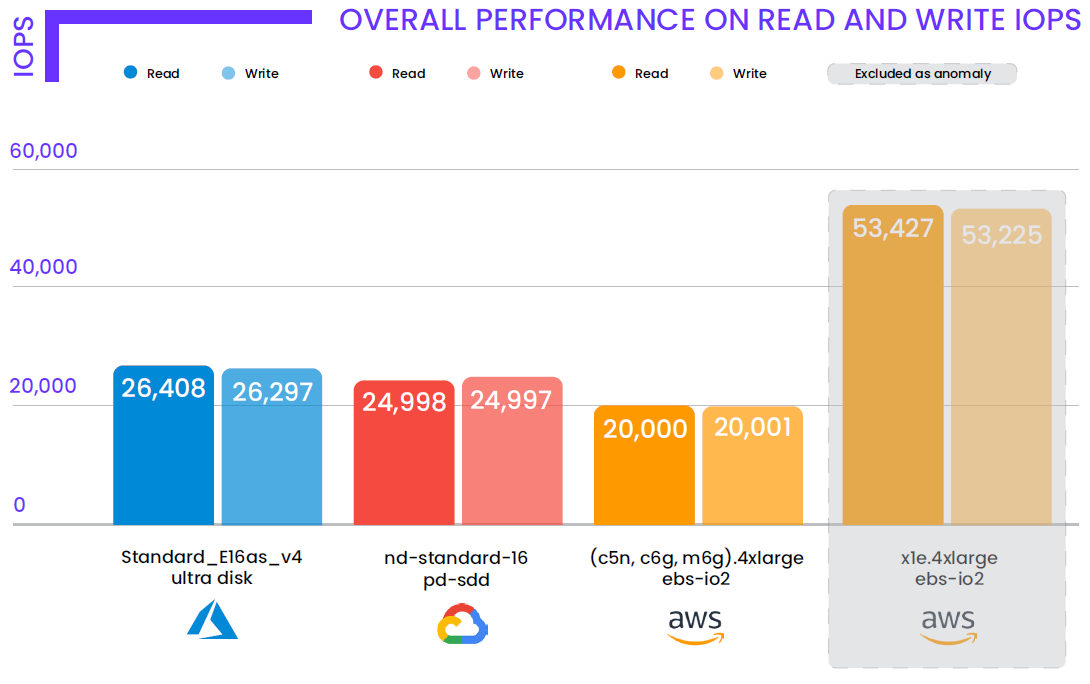 OVERALL PERFORMANCE ON READ AND WRITE IOPS
IOPS
Read
Write
Read
Write
Read
Write
Excluded as anomaly
60,000
40,000
20,000
0
26,408
26,297
24,998
24,997
20,000
20,001
53,427
53,225
Standard_E16as_v4
ultra disk
nd-standard-16
pd-sdd
(c5n, c6g, m6g).4xlarge
ebs-io2
aws
x1e.4xlarge
ebs-io2
aws